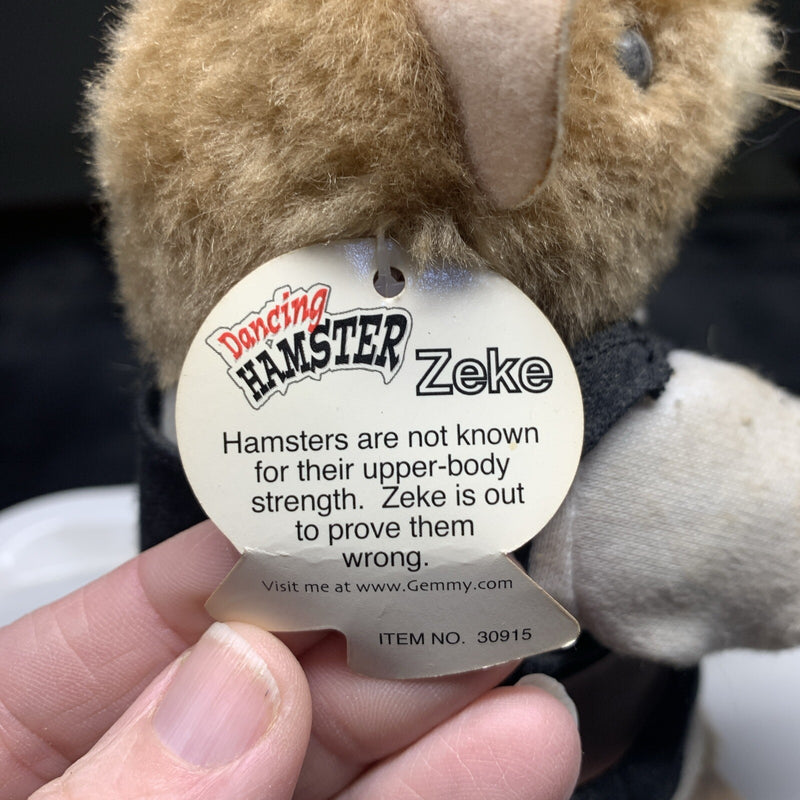 Dancing
HAMSTER
Zeke
Hamsters are not known
for their upper-body
strength. Zeke is out
to prove them
wrong.
Visit me at www.Gemmy.com
ITEM NO. 30915